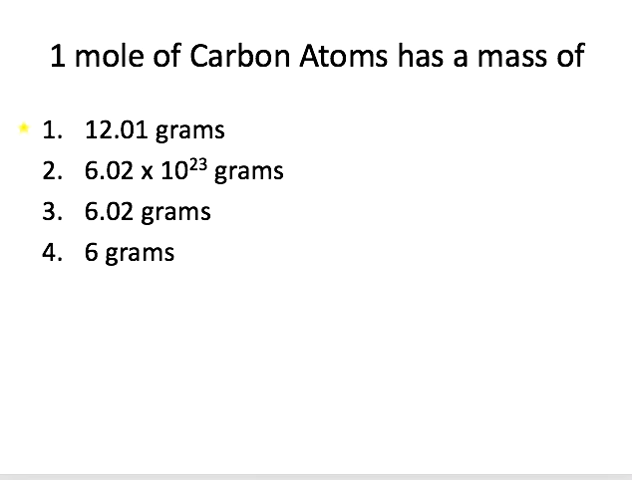 1 mole of Carbon Atoms has a mass of
1. 12.01 grams
2. 6.02 x 10²³ grams
3. 6.02 grams
4. 6 grams